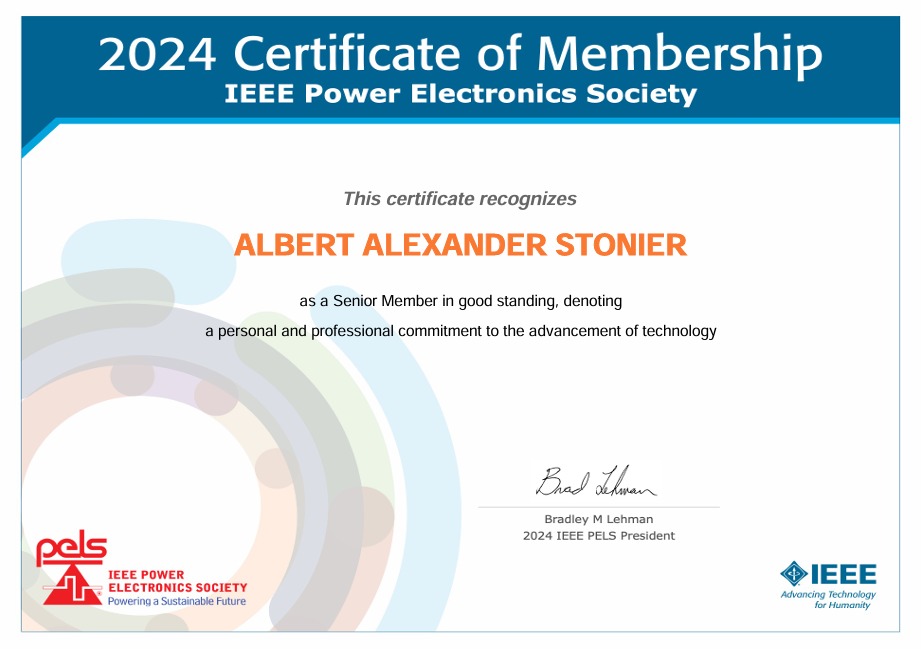 2024 Certificate of Membership
IEEE Power Electronics Society
This certificate recognizes
ALBERT ALEXANDER STONIER
as a Senior Member in good standing, denoting
a personal and professional commitment to the advancement of technology
Brad Lehman
Bradley M Lehman
2024 IEEE PELS President
pels
IEEE POWER
ELECTRONICS SOCIETY
Powering a Sustainable Future
IEEE
Advancing Technology
for Humanity